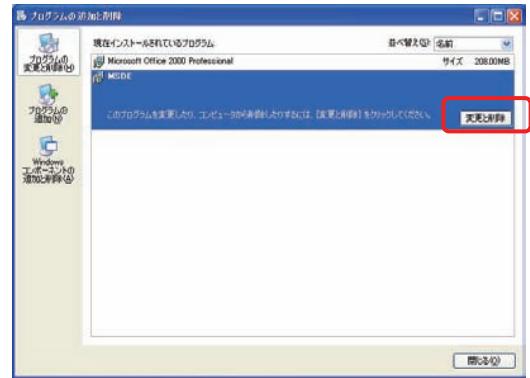 プログラムの追加と削除
プログラムの
変更と削除(H)
プログラムの
追加(N)
Windows
コンポーネントの
追加と削除(A)
現在インストールされているプログラム:
並べ替え(S): 名前
Microsoft Office 2000 Professional
サイズ 208.00MB
MSDE
このプログラムを変更したり、コンピュータから削除したりするには、[変更と削除] をクリックしてください。
変更と削除
閉じる(O)